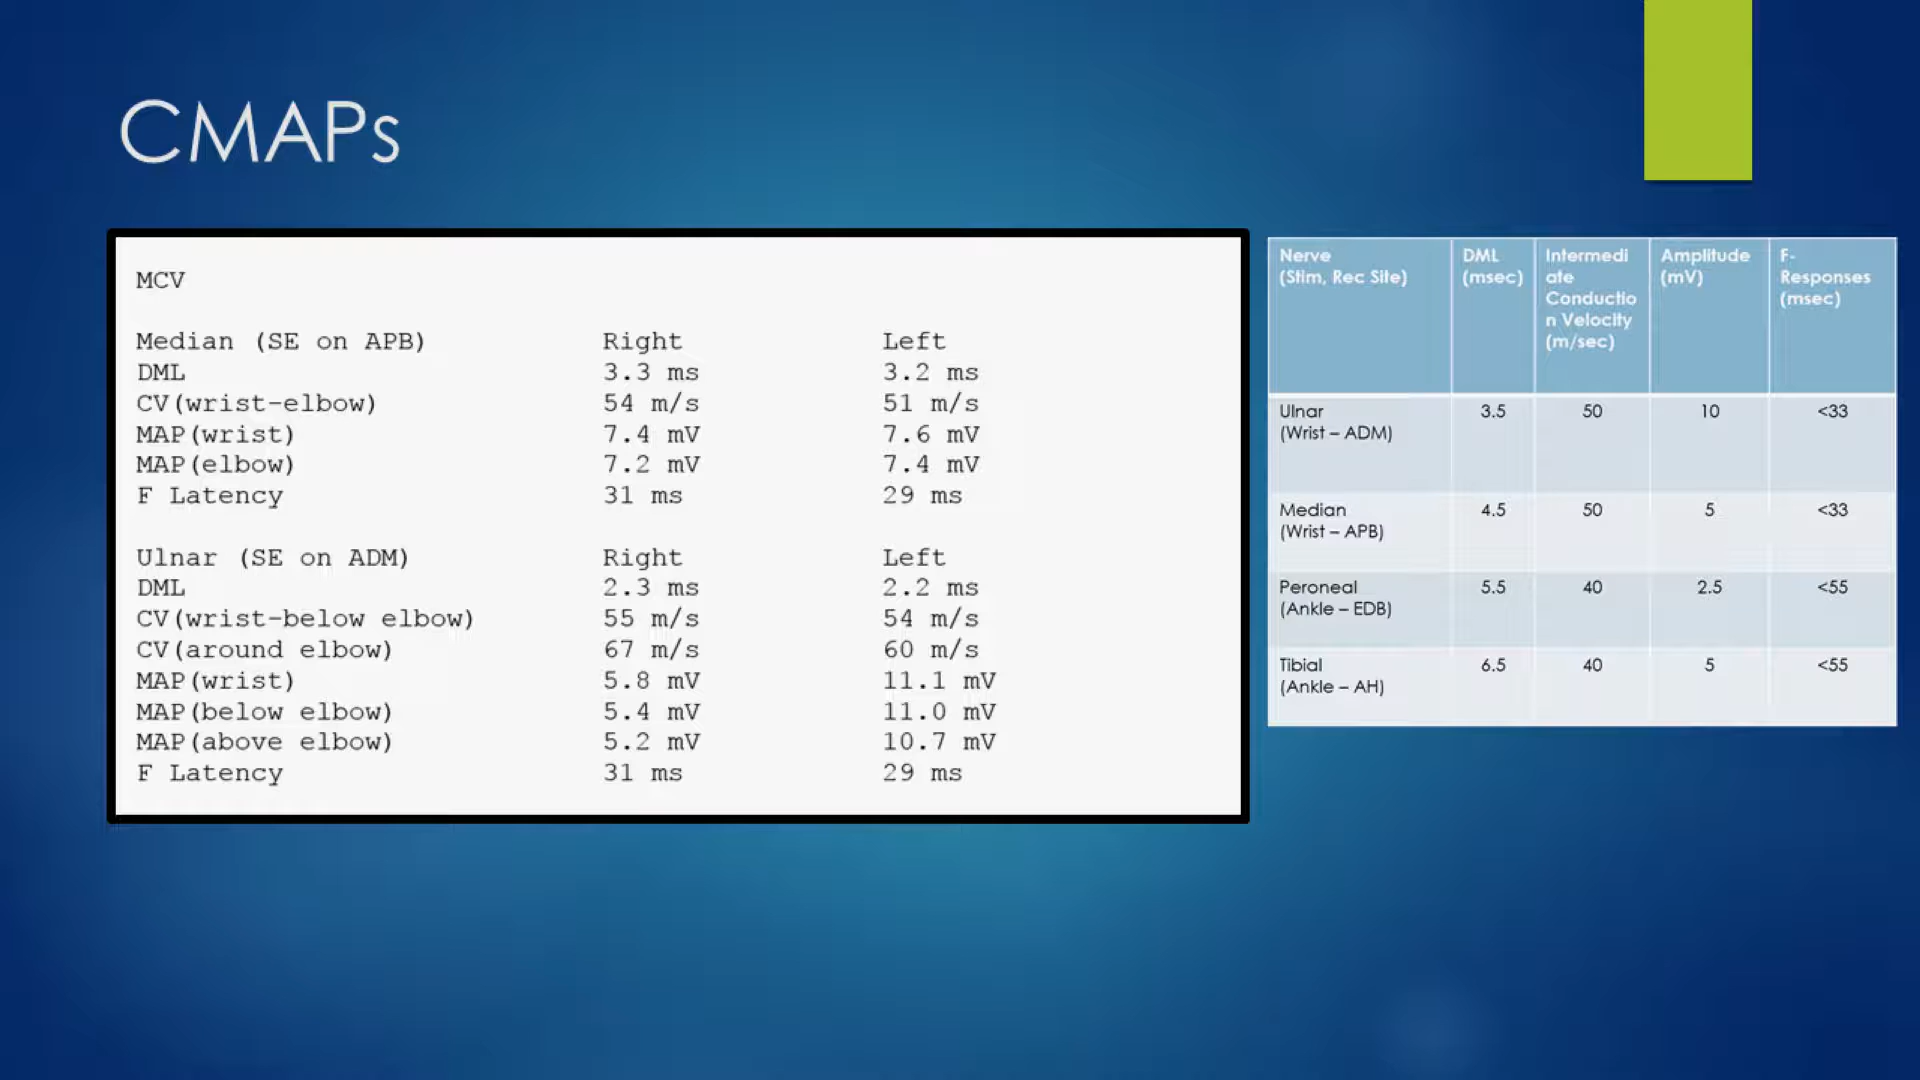 CMAPs
MCV
Median (SE on APB) Right Left
DML 3.3 ms 3.2 ms
CV(wrist-elbow) 54 m/s 51 m/s
MAP(wrist) 7.4 mV 7.6 mV
MAP(elbow) 7.2 mV 7.4 mV
F Latency 31 ms 29 ms
Ulnar (SE on ADM) Right Left
DML 2.3 ms 2.2 ms
CV(wrist-below elbow) 55 m/s 54 m/s
CV(around elbow) 67 m/s 60 m/s
MAP(wrist) 5.8 mV 11.1 mV
MAP(below elbow) 5.4 mV 11.0 mV
MAP(above elbow) 5.2 mV 10.7 mV
F Latency 31 ms 29 ms
Nerve
(Stim, Rec Site)
DML
(msec)
Intermedi
ate
Conductio
n Velocity
(m/sec)
Amplitude
(mV)
F-
Responses
(msec)
Ulnar 3.5 50 10 <33
(Wrist – ADM)
Median 4.5 50 5 <33
(Wrist – APB)
Peroneal 5.5 40 2.5 <55
(Ankle – EDB)
Tibial 6.5 40 5 <55
(Ankle – AH)